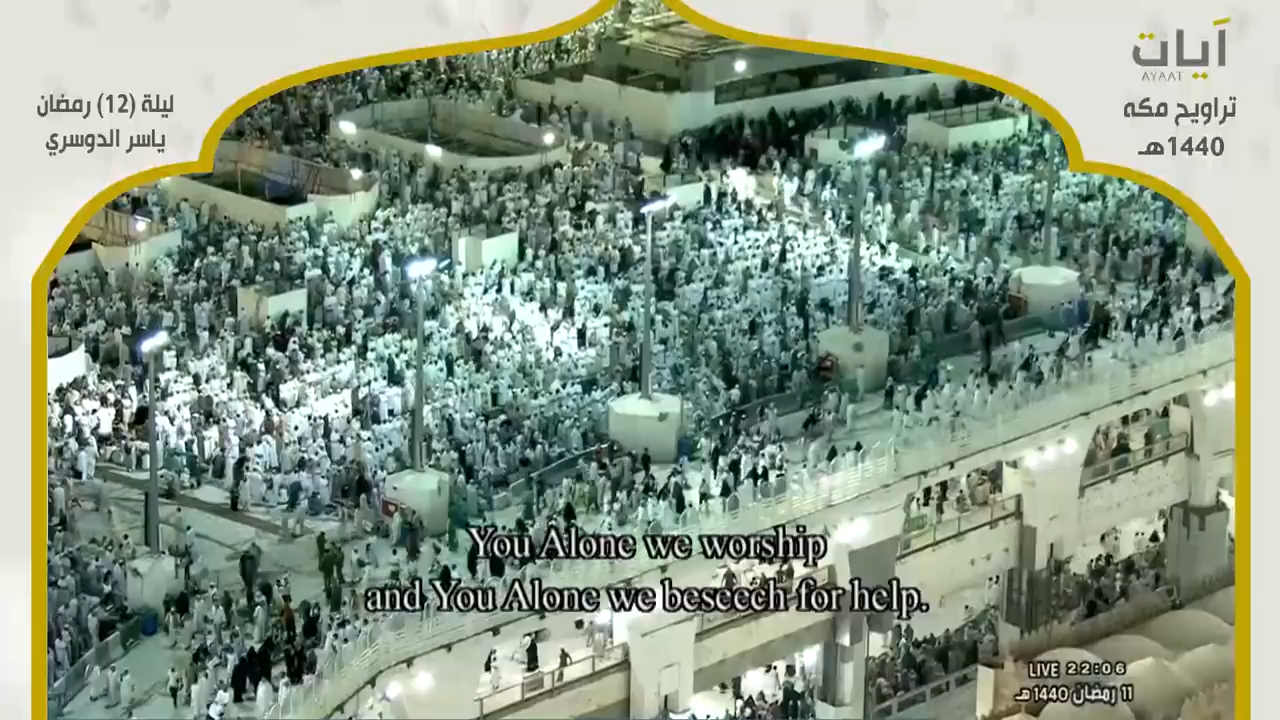 آيات
AYAAT
تراويح مكه
1440هـ
ليلة (12) رمضان
ياسر الدوسري
You Alone we worship
and You Alone we beseech for help.
LIVE 22:06
11 رمضان 1440هـ